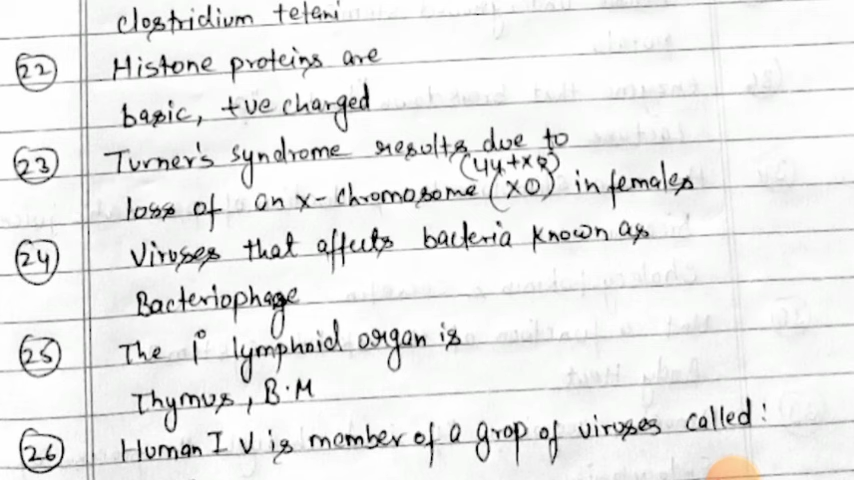 clostridium tetani
(22) Histone proteins are
basic, +ve charged
(23) Turner's syndrome results due to
(44+XO)
loss of an x-chromosome (XO) in females
(24) Viruses that affects bacteria known as
Bacteriophage
(25) The 1° lymphoid organ is
Thymus, B.M
(26) Human I V is member of a grop of viruses called: